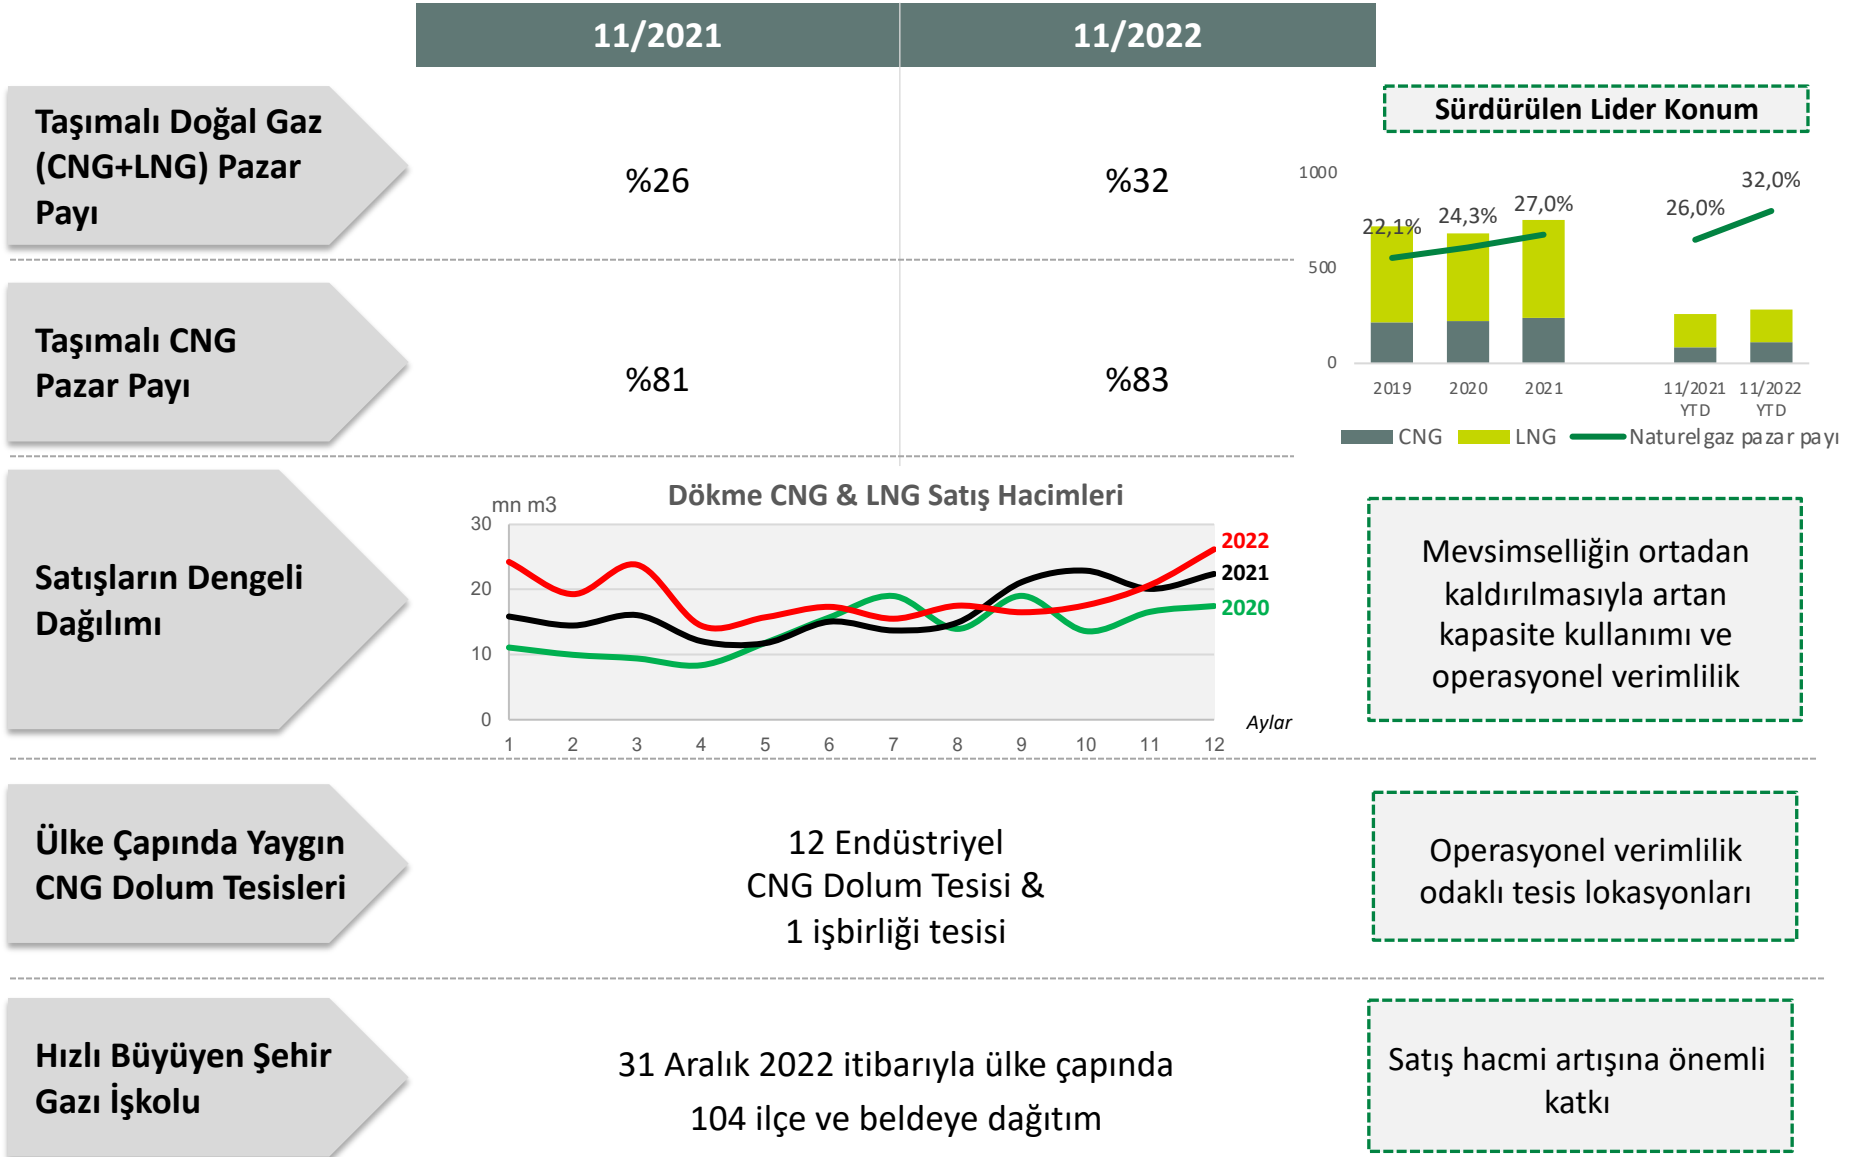 11/2021
11/2022
Taşımalı Doğal Gaz
(CNG+LNG) Pazar
Payı
%26
%32
Sürdürülen Lider Konum
1000
500
0
22,1%
24,3%
27,0%
26,0%
32,0%
2019
2020
2021
11/2021
YTD
11/2022
YTD
CNG
LNG
Naturelgaz pazar payı
Taşımalı CNG
Pazar Payı
%81
%83
Satışların Dengeli
Dağılımı
Dökme CNG & LNG Satış Hacimleri
mn m3
30
20
10
0
2022
2021
2020
Aylar
1 2 3 4 5 6 7 8 9 10 11 12
Mevsimselliğin ortadan
kaldırılmasıyla artan
kapasite kullanımı ve
operasyonel verimlilik
Ülke Çapında Yaygın
CNG Dolum Tesisleri
12 Endüstriyel
CNG Dolum Tesisi &
1 işbirliği tesisi
Operasyonel verimlilik
odaklı tesis lokasyonları
Hızlı Büyüyen Şehir
Gazı İşkolu
31 Aralık 2022 itibarıyla ülke çapında
104 ilçe ve beldeye dağıtım
Satış hacmi artışına önemli
katkı